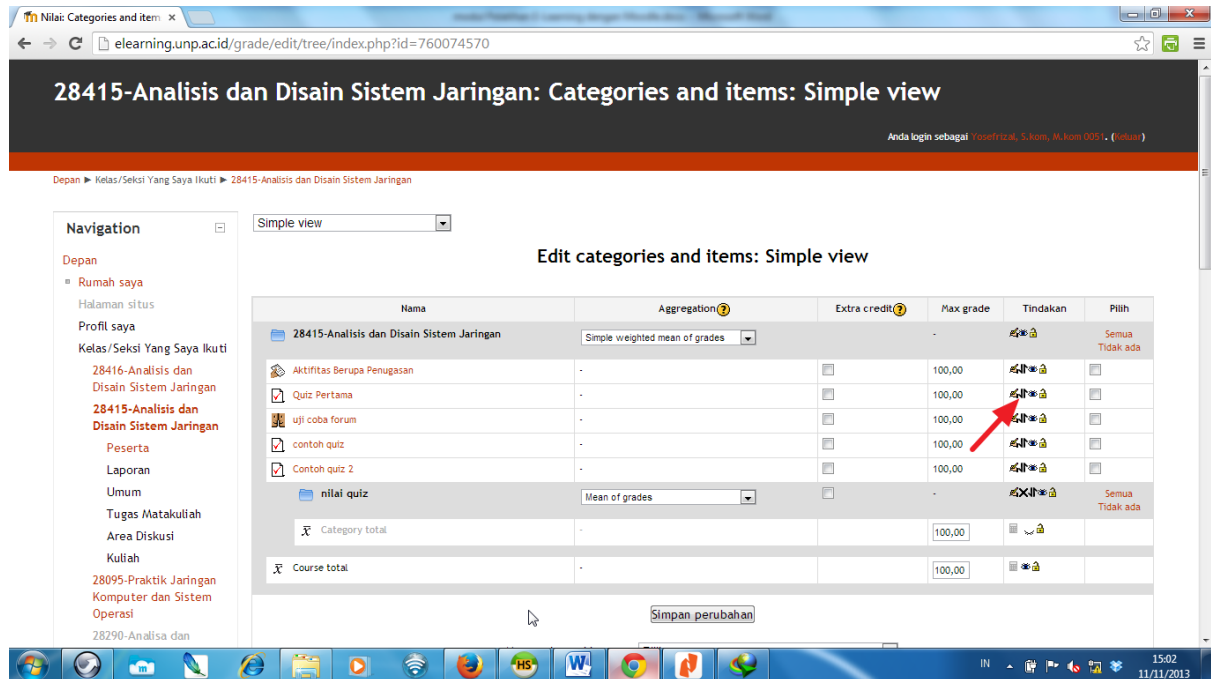 Nilai: Categories and item
elearning.unp.ac.id/grade/edit/tree/index.php?id=760074570
28415-Analisis dan Disain Sistem Jaringan: Categories and items: Simple view
Anda login sebagai Yosefrizal, S.kom, M.kom 0051. (Keluar)
Depan ► Kelas/Seksi Yang Saya Ikuti ► 28415-Analisis dan Disain Sistem Jaringan
Navigation
Depan
Rumah saya
Halaman situs
Profil saya
Kelas/Seksi Yang Saya Ikuti
28416-Analisis dan
Disain Sistem Jaringan
28415-Analisis dan
Disain Sistem Jaringan
Peserta
Laporan
Umum
Tugas Matakuliah
Area Diskusi
Kuliah
28095-Praktik Jaringan
Komputer dan Sistem
Operasi
28290-Analisa dan
Simple view
Edit categories and items: Simple view
Nama Aggregation Extra credit Max grade Tindakan Pilih
28415-Analisis dan Disain Sistem Jaringan Simple weighted mean of grades - Semua
Tidak ada
Aktifitas Berupa Penugasan - 100,00
Quiz Pertama - 100,00
uji coba forum - 100,00
contoh quiz - 100,00
Contoh quiz 2 - 100,00
nilai quiz Mean of grades - Semua
Tidak ada
x̅ Category total - 100,00
x̅ Course total - 100,00
Simpan perubahan
IN
15:02
11/11/2013